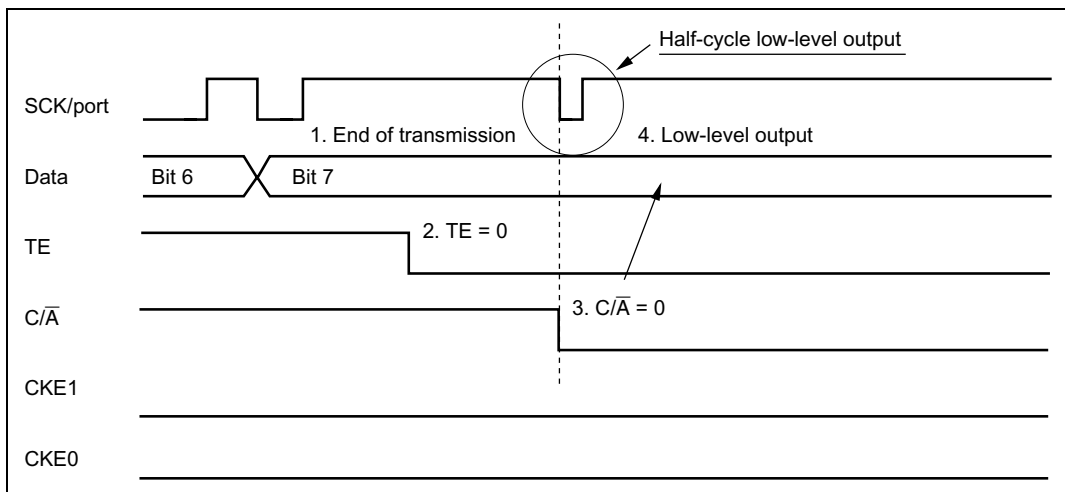 Half-cycle low-level output
SCK/port
1. End of transmission
4. Low-level output
Data
Bit 6
Bit 7
TE
2. TE = 0
C/A̅
3. C/A̅ = 0
CKE1
CKE0